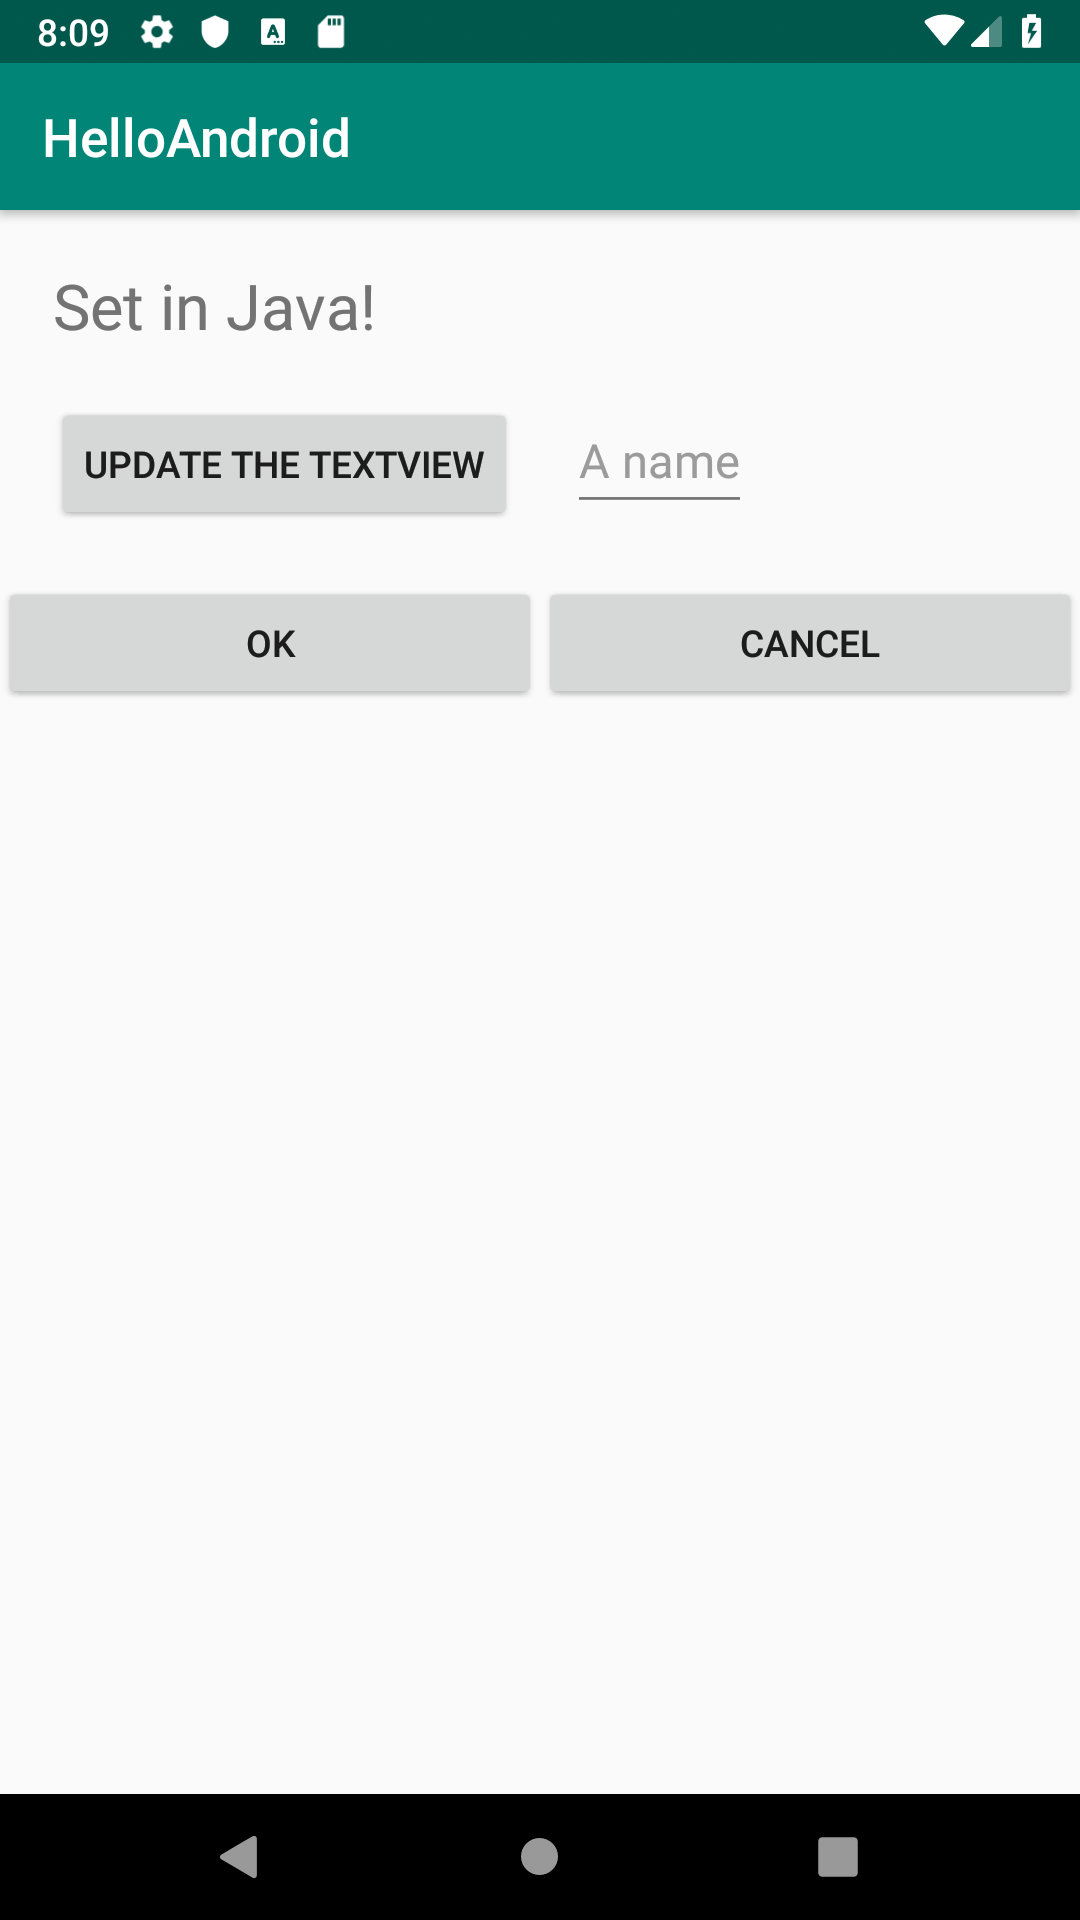 8:09
HelloAndroid
Set in Java!
UPDATE THE TEXTVIEW A name
OK CANCEL